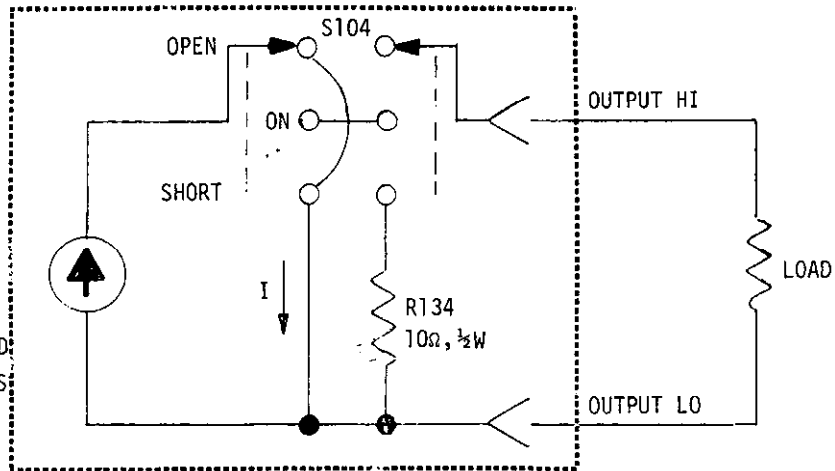 S104
OPEN
OUTPUT HI
ON
SHORT
LOAD
I
R134
10Ω, ½W
D
S
OUTPUT LO